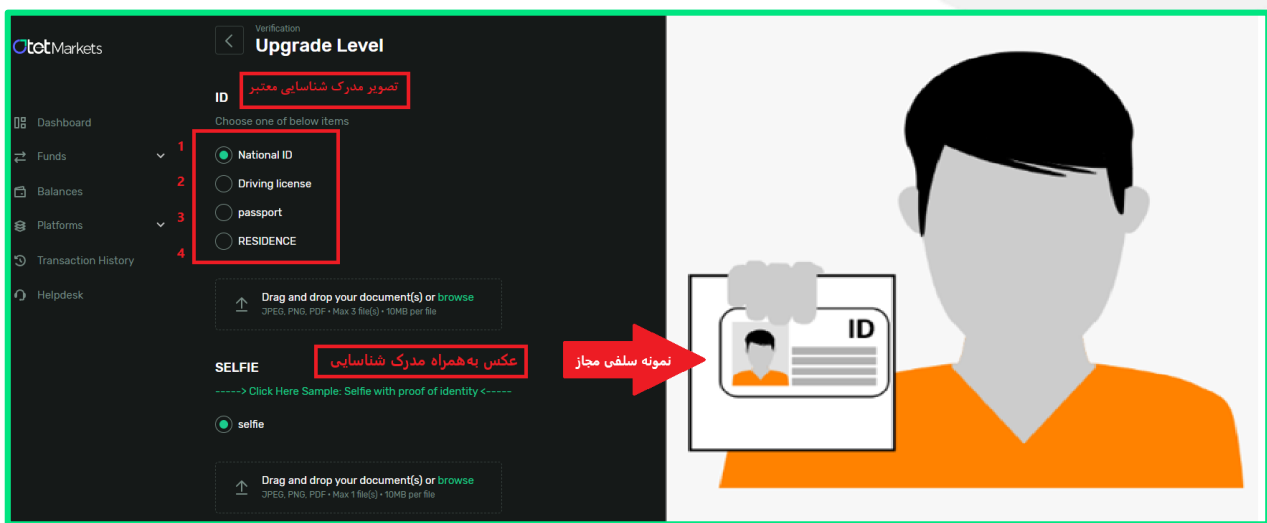 OtetMarkets
Dashboard
Funds
Balances
Platforms
Transaction History
Helpdesk
Verification
Upgrade Level
ID
تصویر مدرک شناسایی معتبر
Choose one of below items
1
National ID
2
Driving license
3
passport
4
RESIDENCE
Drag and drop your document(s) or browse
JPEG, PNG, PDF • Max 3 file(s) • 10MB per file
SELFIE
عکس به‌همراه مدرک شناسایی
-----> Click Here Sample: Selfie with proof of identity <-----
selfie
Drag and drop your document(s) or browse
JPEG, PNG, PDF • Max 1 file(s) • 10MB per file
نمونه سلفی مجاز
ID